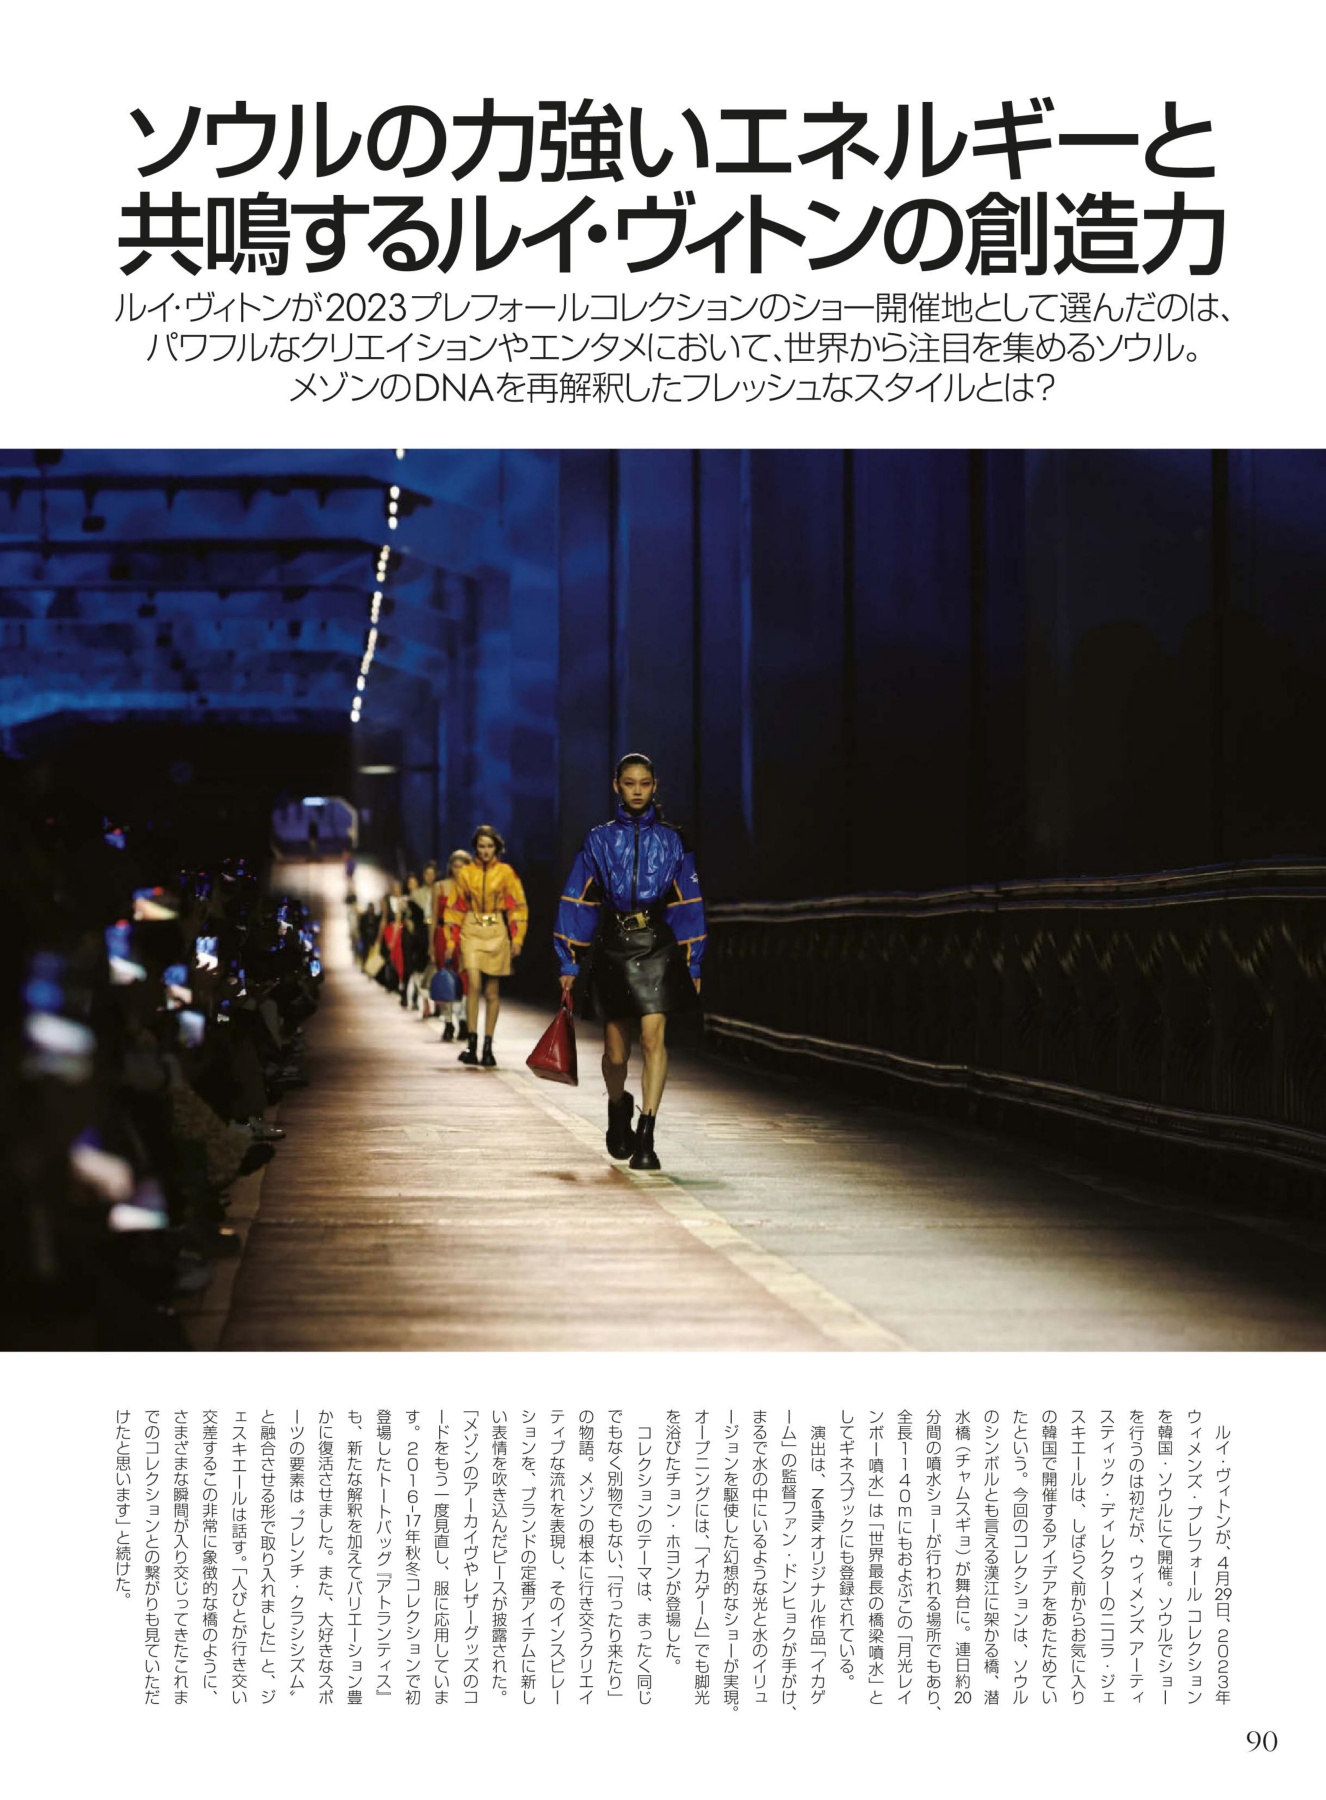 ソウルの力強いエネルギーと
共鳴するルイ・ヴィトンの創造力
ルイ・ヴィトンが2023プレフォールコレクションのショー開催地として選んだのは、
パワフルなクリエイションやエンタメにおいて、世界から注目を集めるソウル。
メゾンのDNAを再解釈したフレッシュなスタイルとは？
ルイ・ヴィトンが、4月29日、2023年
ウィメンズ・プレフォール コレクション
を韓国・ソウルにて開催。ソウルでショー
を行うのは初だが、ウィメンズ アーティ
スティック・ディレクターのニコラ・ジェ
スキエールは、しばらく前からお気に入り
の韓国で開催するアイデアをあたためてい
たという。今回のコレクションは、ソウル
のシンボルとも言える漢江に架かる橋、潜
水橋（チャムスギョ）が舞台に。連日約20
分間の噴水ショーが行われる場所でもあり、
全長1140mにもおよぶこの「月光レイ
ンボー噴水」は「世界最長の橋梁噴水」と
してギネスブックにも登録されている。
演出は、Netflixオリジナル作品「イカゲ
ーム」の監督ファン・ドンヒョクが手がけ、
まるで水の中にいるような光と水のイリュ
ージョンを駆使した幻想的なショーが実現。
オープニングには、「イカゲーム」でも脚光
を浴びたチョン・ホヨンが登場した。
コレクションのテーマは、まったく同じ
でもなく別物でもない、「行ったり来たり」
の物語。メゾンの根本に行き交うクリエイ
ティブな流れを表現し、そのインスピレー
ションを、ブランドの定番アイテムに新し
い表情を吹き込んだピースが披露された。
「メゾンのアーカイヴやレザーグッズのコ
ードをもう一度見直し、服に応用していま
す。2016-17年秋冬コレクションで初
登場したトートバッグ『アトランティス』
も、新たな解釈を加えてバリエーション豊
かに復活させました。また、大好きなスポ
ーツの要素は〝フレンチ・クラシシズム〟
と融合させる形で取り入れました」と、ジ
ェスキエールは話す。「人びとが行き交い
交差するこの非常に象徴的な橋のように、
さまざまな瞬間が入り交じってきたこれま
でのコレクションとの繋がりも見ていただ
けたと思います」と続けた。
90